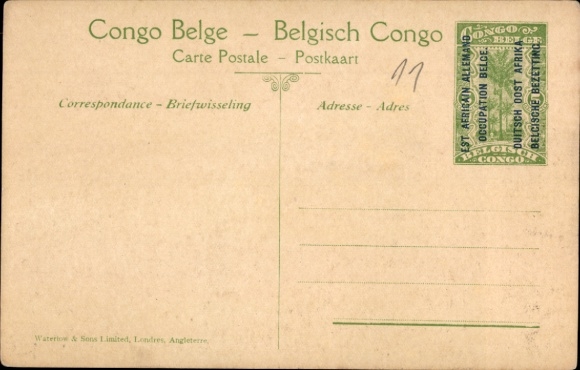 Congo Belge – Belgisch Congo
Carte Postale – Postkaart
11
Correspondance – Briefwisseling
Adresse – Adres
CONGO
BELGE
EST AFRICAIN ALLEMAND
OCCUPATION BELGE.
DUITSCH OOST AFRIKA
BELGISCHE BEZETTING.
BELGISCH
CONGO
Waterlow & Sons Limited, Londres, Angleterre.